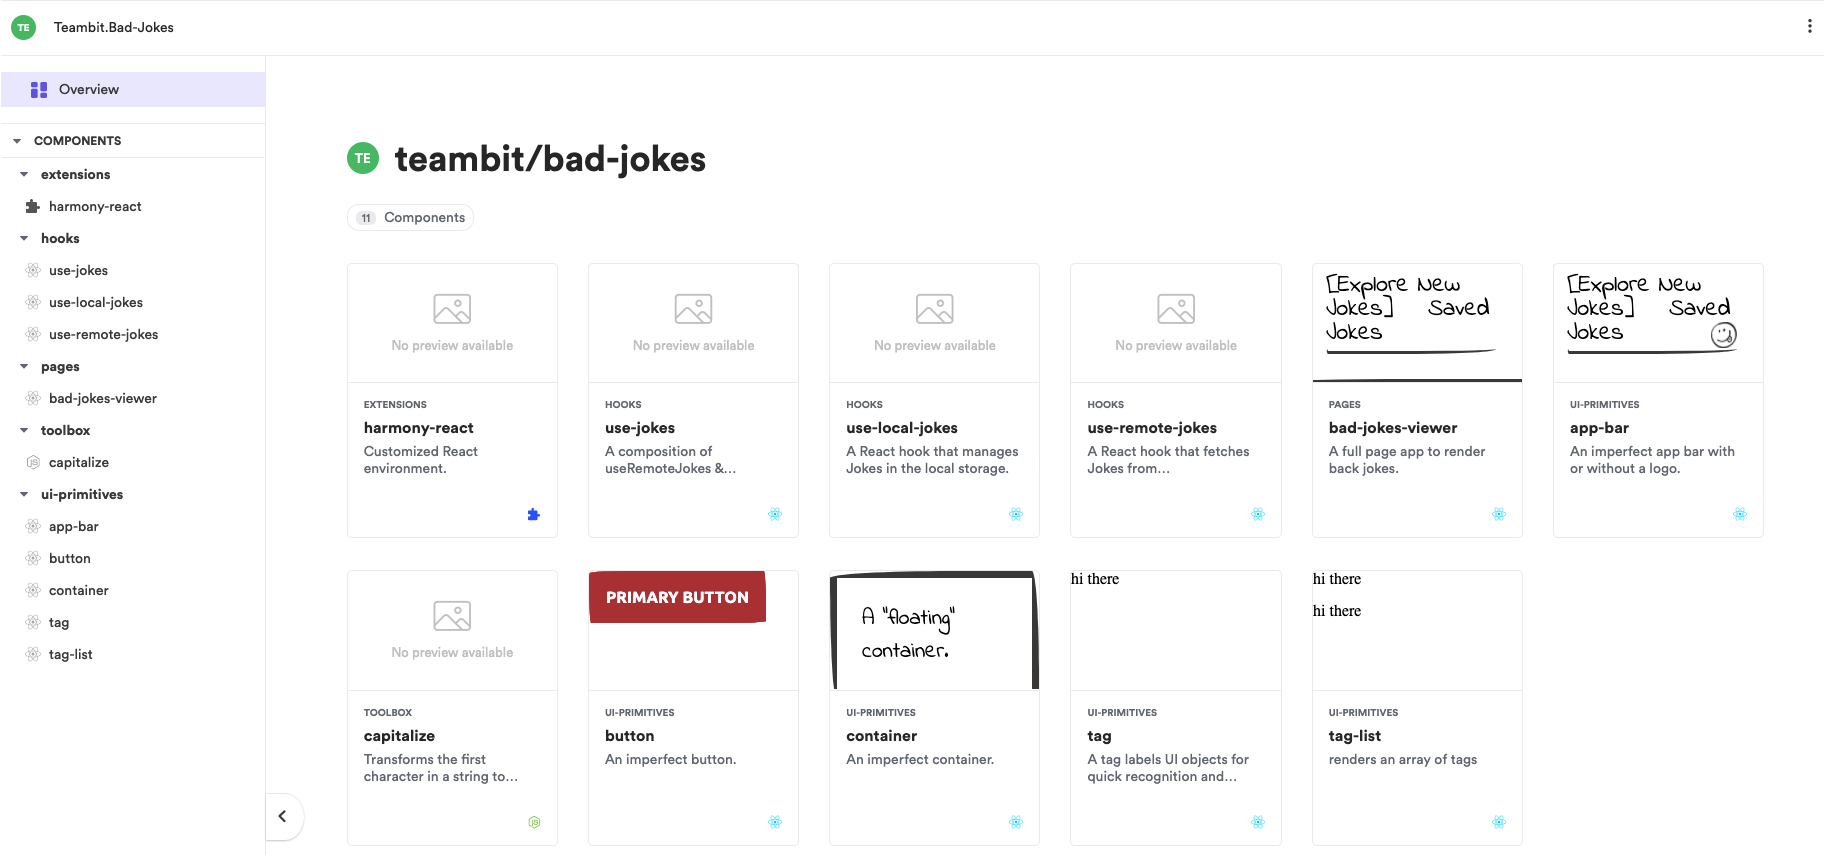 TE Teambit.Bad-Jokes
Overview
COMPONENTS
extensions
harmony-react
hooks
use-jokes
use-local-jokes
use-remote-jokes
pages
bad-jokes-viewer
toolbox
JS capitalize
ui-primitives
app-bar
button
container
tag
tag-list
TE teambit/bad-jokes
11 Components
No preview available
EXTENSIONS
harmony-react
Customized React
environment.
No preview available
HOOKS
use-jokes
A composition of
useRemoteJokes &...
No preview available
HOOKS
use-local-jokes
A React hook that manages
Jokes in the local storage.
No preview available
HOOKS
use-remote-jokes
A React hook that fetches
Jokes from...
[Explore New
Jokes] Saved
Jokes
PAGES
bad-jokes-viewer
A full page app to render
back jokes.
[Explore New
Jokes] Saved
Jokes
UI-PRIMITIVES
app-bar
An imperfect app bar with
or without a logo.
No preview available
TOOLBOX
capitalize
Transforms the first
character in a string to...
JS
PRIMARY BUTTON
UI-PRIMITIVES
button
An imperfect button.
A "floating"
container.
UI-PRIMITIVES
container
An imperfect container.
hi there
UI-PRIMITIVES
tag
A tag labels UI objects for
quick recognition and...
hi there
hi there
UI-PRIMITIVES
tag-list
renders an array of tags